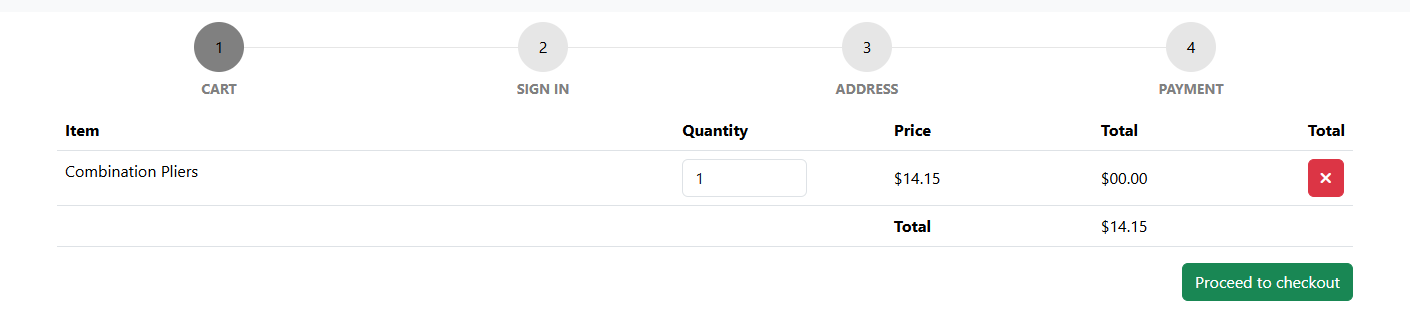 1 2 3 4
CART SIGN IN ADDRESS PAYMENT
Item Quantity Price Total Total
Combination Pliers 1 $14.15 $00.00 ×
Total $14.15
Proceed to checkout